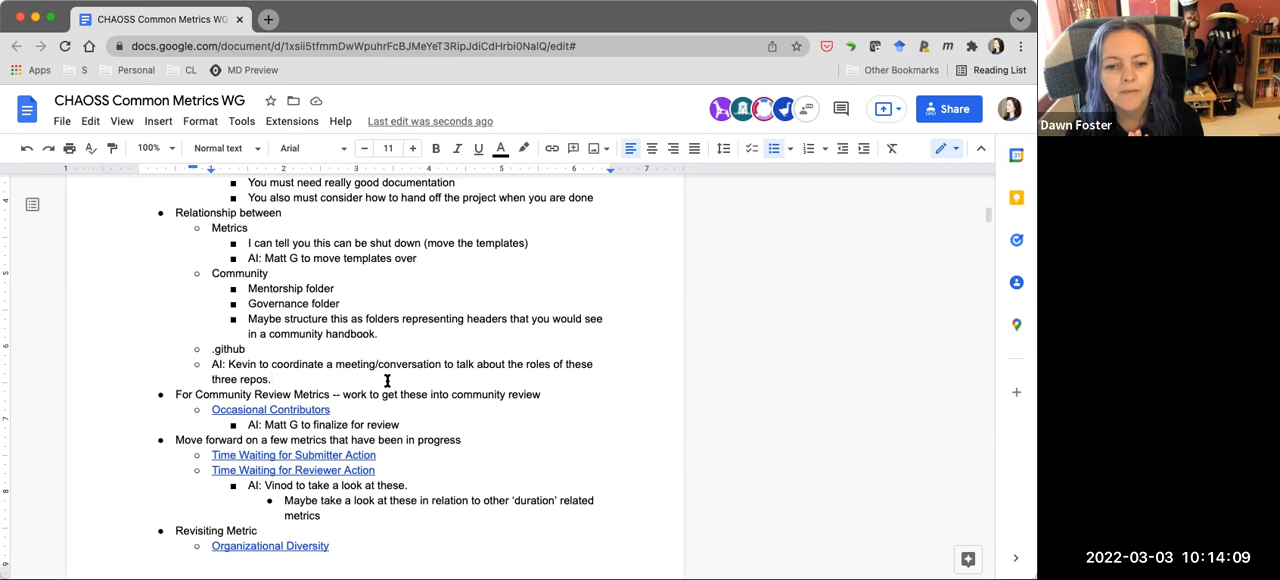 CHAOSS Common Metrics WG
docs.google.com/document/d/1xsii5tfmmDwWpuhrFcBJMeYeT3RipJdiCdHrbi0NalQ/edit#
Apps S Personal CL MD Preview Other Bookmarks Reading List
CHAOSS Common Metrics WG
File Edit View Insert Format Tools Extensions Help Last edit was seconds ago
Share
100% Normal text Arial 11
1 1 2 3 4 5 6 7
You must need really good documentation
You also must consider how to hand off the project when you are done
Relationship between
Metrics
I can tell you this can be shut down (move the templates)
AI: Matt G to move templates over
Community
Mentorship folder
Governance folder
Maybe structure this as folders representing headers that you would see
in a community handbook.
.github
AI: Kevin to coordinate a meeting/conversation to talk about the roles of these
three repos.
For Community Review Metrics -- work to get these into community review
Occasional Contributors
AI: Matt G to finalize for review
Move forward on a few metrics that have been in progress
Time Waiting for Submitter Action
Time Waiting for Reviewer Action
AI: Vinod to take a look at these.
Maybe take a look at these in relation to other ‘duration’ related
metrics
Revisiting Metric
Organizational Diversity
Dawn Foster
2022-03-03 10:14:09